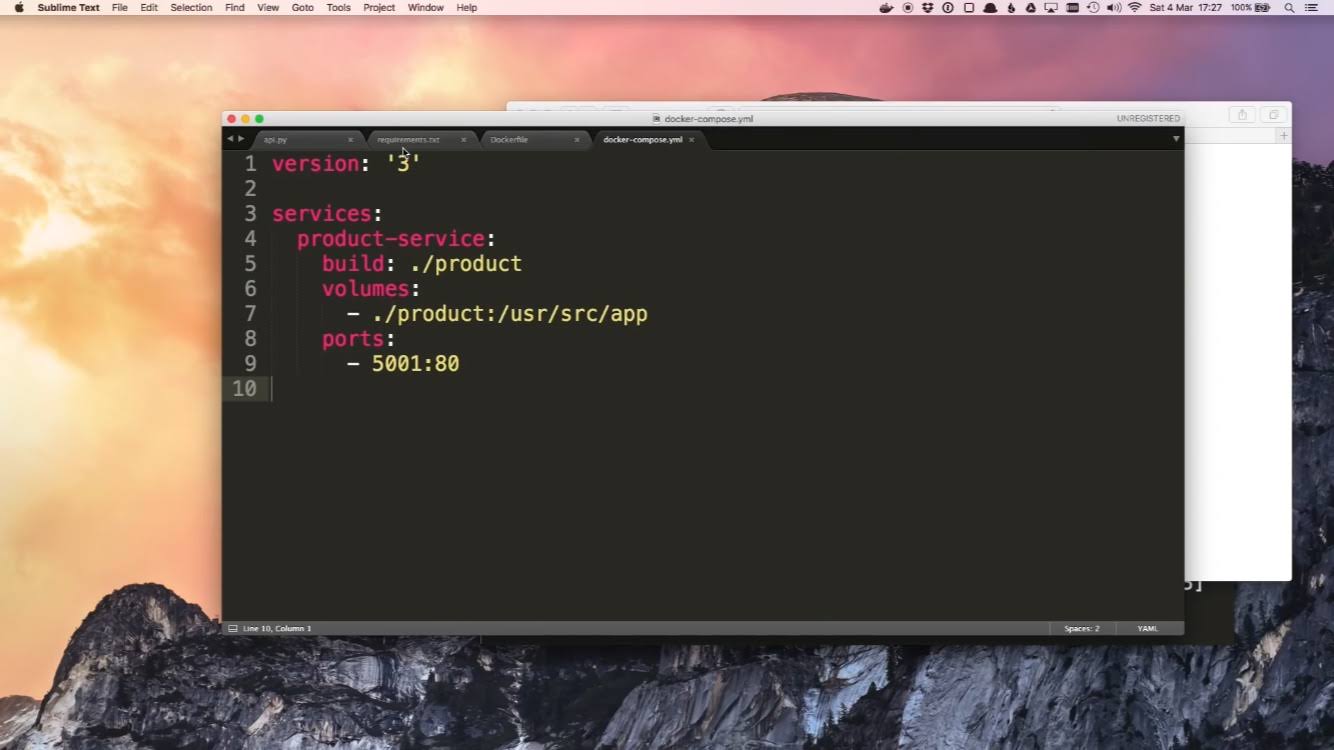 Sublime Text File Edit Selection Find View Goto Tools Project Window Help Sat 4 Mar 17:27 100%
docker-compose.yml UNREGISTERED
api.py requirements.txt Dockerfile docker-compose.yml
1 version: '3'
2
3 services:
4 product-service:
5 build: ./product
6 volumes:
7 - ./product:/usr/src/app
8 ports:
9 - 5001:80
10
Line 10, Column 1 Spaces: 2 YAML